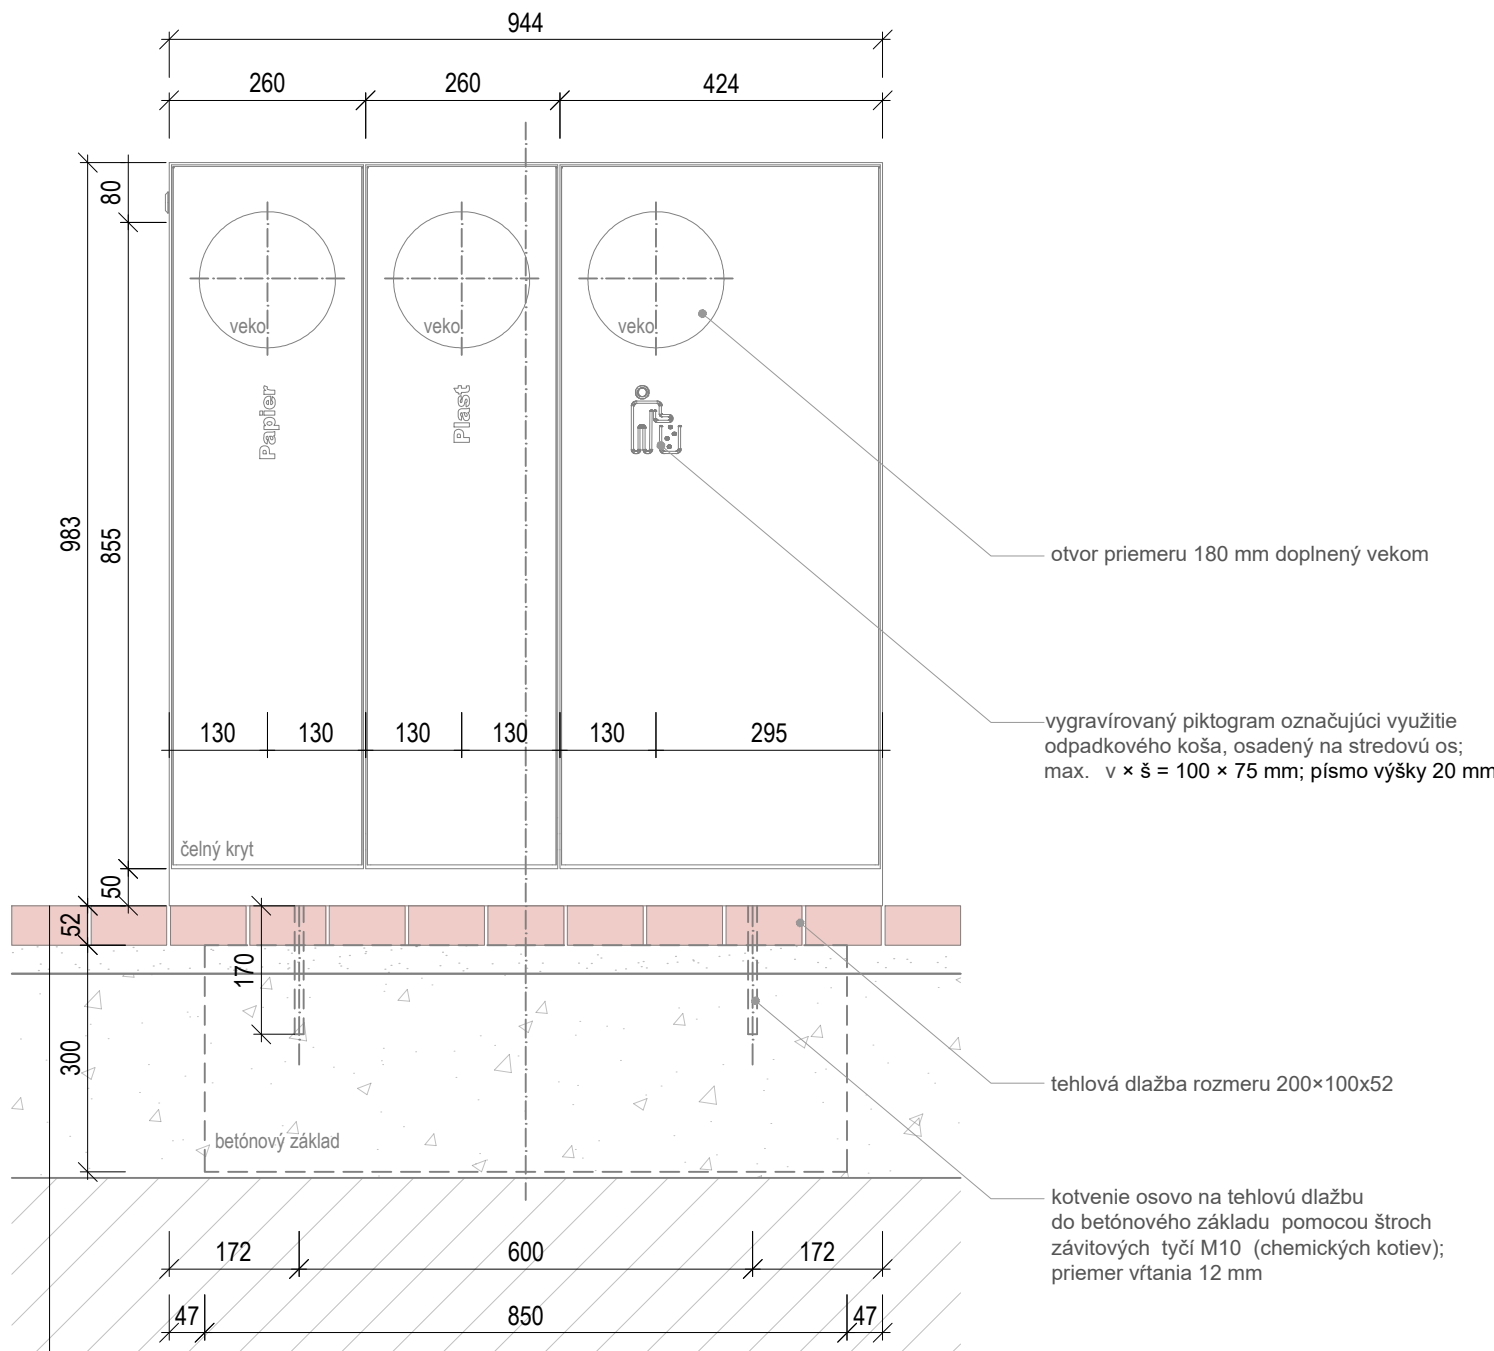 944
260 260 424
80
veko veko veko
Papier Plast
983
855
otvor priemeru 180 mm doplnený vekom
vygravírovaný piktogram označujúci využitie
odpadkového koša, osadený na stredovú os;
max. v × š = 100 × 75 mm; písmo výšky 20 mm
130 130 130 130 130 295
čelný kryt
50
52
170
300
tehlová dlažba rozmeru 200×100x52
betónový základ
kotvenie osovo na tehlovú dlažbu
do betónového základu pomocou štroch
závitových tyčí M10 (chemických kotiev);
priemer vŕtania 12 mm
172 600 172
47 850 47